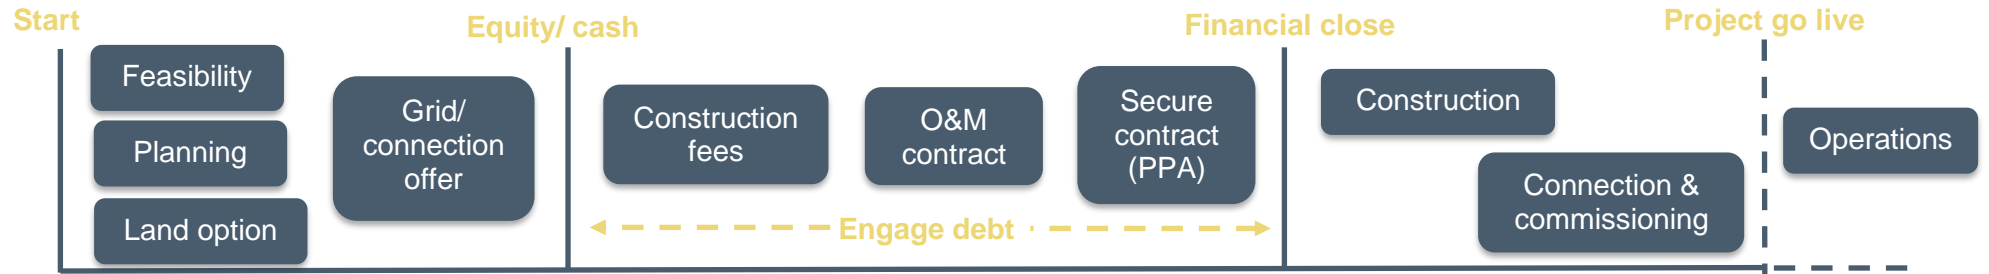 Start
Equity/ cash
Financial close
Project go live
Feasibility
Planning
Land option
Grid/
connection
offer
Construction
fees
O&M
contract
Secure
contract
(PPA)
Engage debt
Construction
Connection &
commissioning
Operations